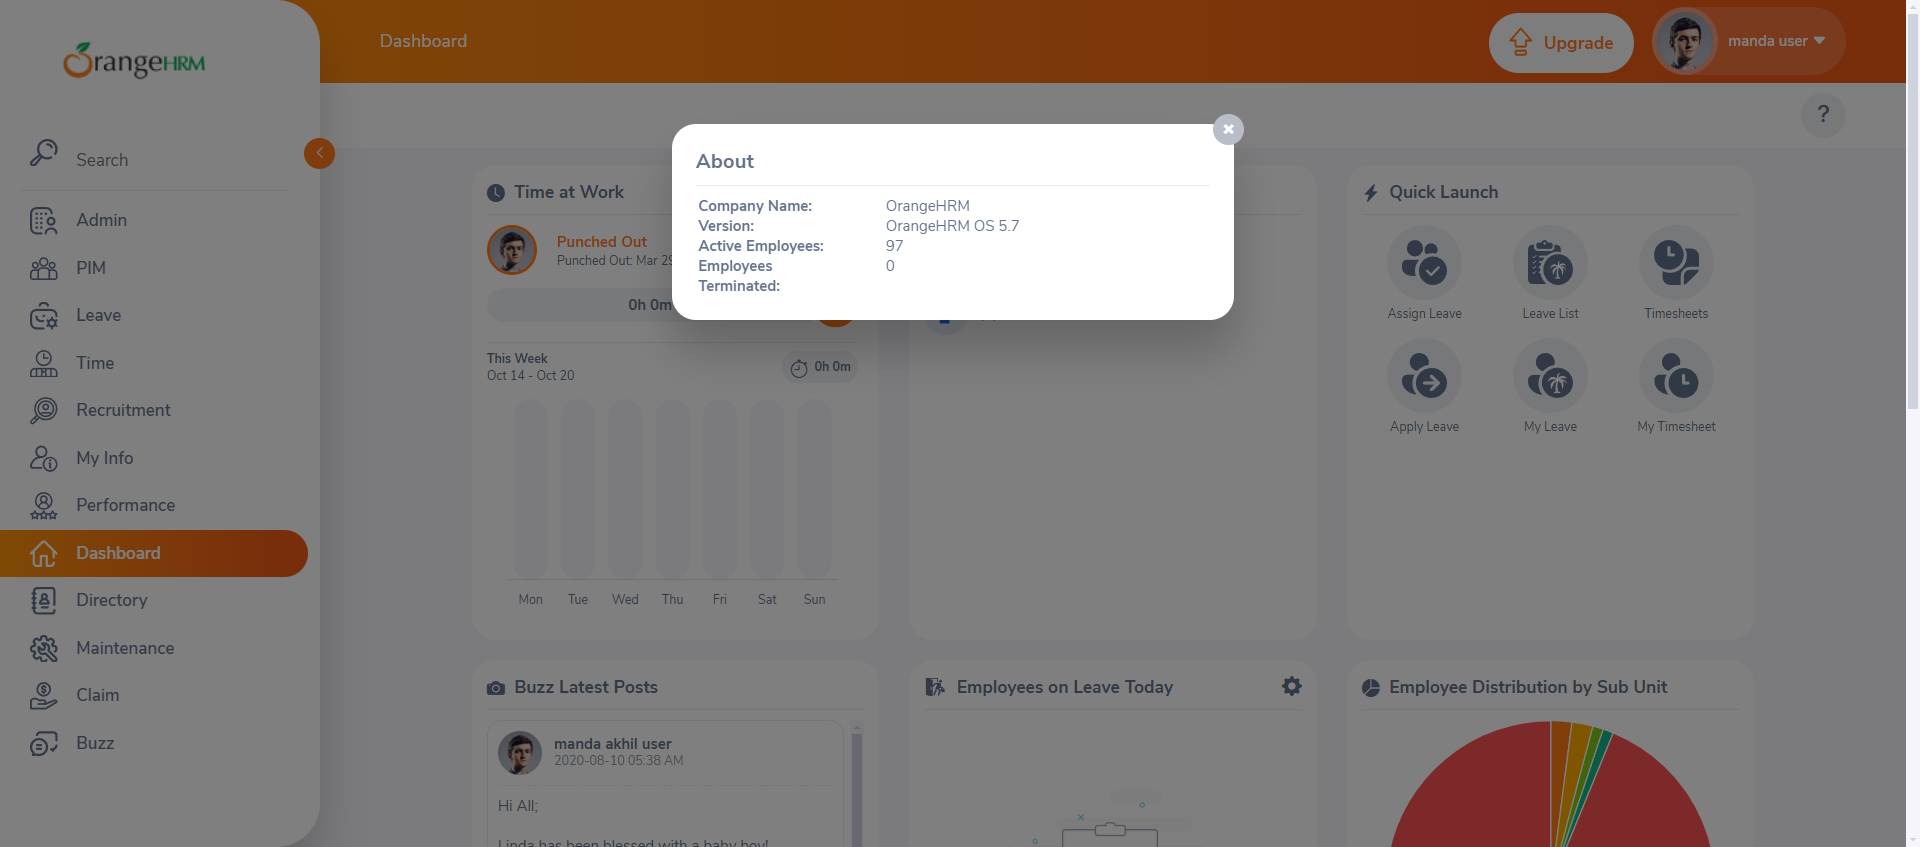 OrangeHRM
Dashboard
Upgrade
manda user
?
Search
Admin
PIM
Leave
Time
Recruitment
My Info
Performance
Dashboard
Directory
Maintenance
Claim
Buzz
About
Company Name: OrangeHRM
Version: OrangeHRM OS 5.7
Active Employees: 97
Employees 0
Terminated:
Time at Work
Punched Out
Punched Out: Mar 29
0h 0m
This Week
Oct 14 - Oct 20
0h 0m
Mon Tue Wed Thu Fri Sat Sun
Quick Launch
Assign Leave Leave List Timesheets
Apply Leave My Leave My Timesheet
Buzz Latest Posts
manda akhil user
2020-08-10 05:38 AM
Hi All;
Linda has been blessed with a baby boy!
Employees on Leave Today
Employee Distribution by Sub Unit